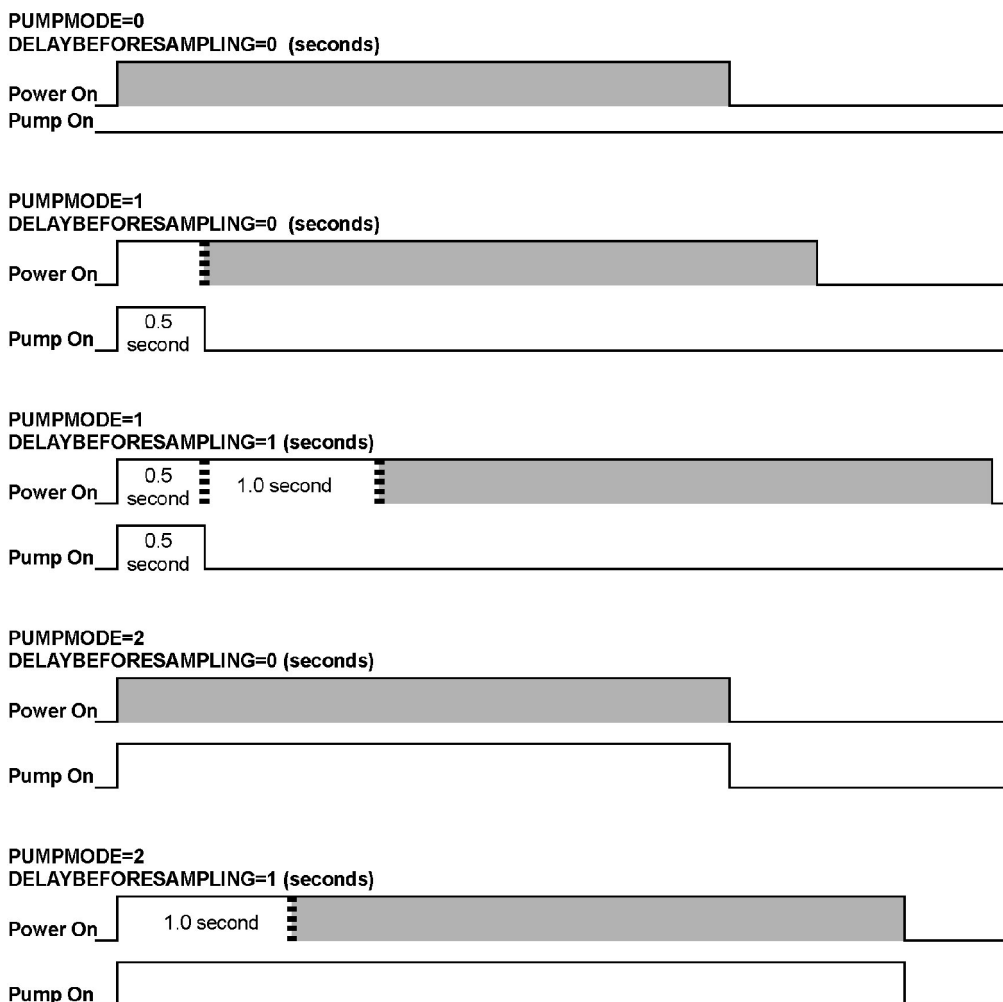 PUMPMODE=0
DELAYBEFORESAMPLING=0 (seconds)
Power On
Pump On
PUMPMODE=1
DELAYBEFORESAMPLING=0 (seconds)
Power On
0.5
second
Pump On
PUMPMODE=1
DELAYBEFORESAMPLING=1 (seconds)
0.5
second
1.0 second
Power On
0.5
second
Pump On
PUMPMODE=2
DELAYBEFORESAMPLING=0 (seconds)
Power On
Pump On
PUMPMODE=2
DELAYBEFORESAMPLING=1 (seconds)
Power On
1.0 second
Pump On